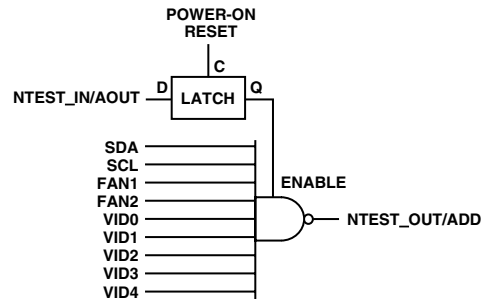 POWER-ON
RESET
C
D
Q
NTEST_IN/AOUT
LATCH
SDA
SCL
FAN1
ENABLE
FAN2
VID0
NTEST_OUT/ADD
VID1
VID2
VID3
VID4